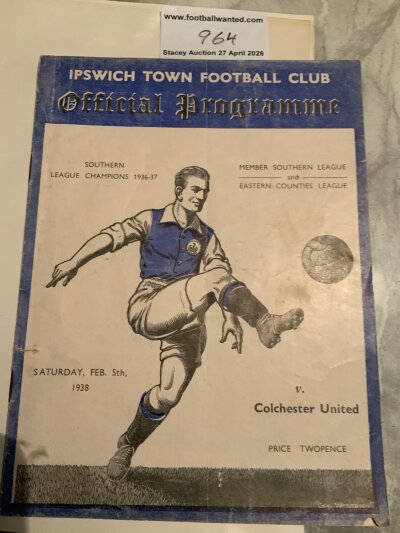 www.footballwanted.com
964
Stacey Auction 27 April 2026
IPSWICH TOWN FOOTBALL CLUB
Official Programme
SOUTHERN
LEAGUE CHAMPIONS 1936-37
MEMBER SOUTHERN LEAGUE
and
EASTERN COUNTIES LEAGUE
SATURDAY, FEB. 5th,
1938
v.
Colchester United
PRICE TWOPENCE